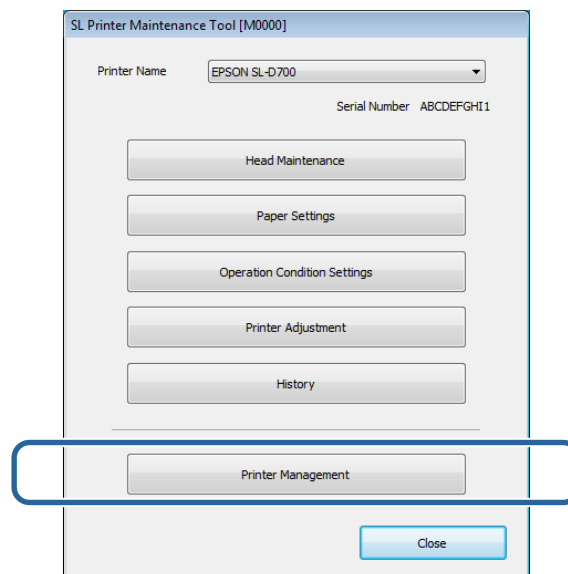 SL Printer Maintenance Tool [M0000]
Printer Name EPSON SL-D700
Serial Number ABCDEFGHI1
Head Maintenance
Paper Settings
Operation Condition Settings
Printer Adjustment
History
Printer Management
Close